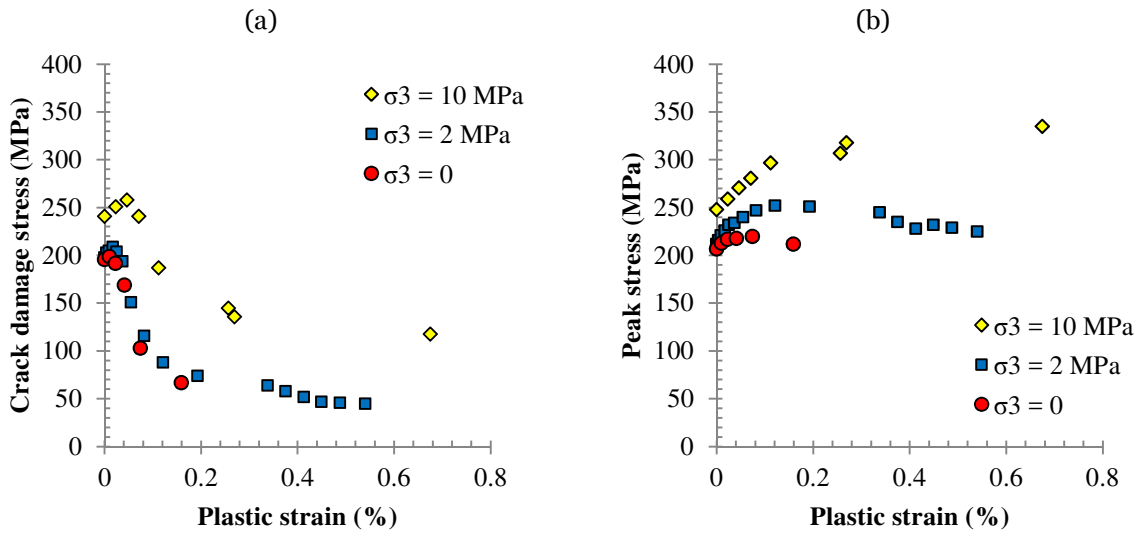 (a)
Crack damage stress (MPa)
400
350
300
250
200
150
100
50
0
0 0.2 0.4 0.6 0.8
Plastic strain (%)
σ3 = 10 MPa
σ3 = 2 MPa
σ3 = 0
(b)
Peak stress (MPa)
400
350
300
250
200
150
100
50
0
0 0.2 0.4 0.6 0.8
Plastic strain (%)
σ3 = 10 MPa
σ3 = 2 MPa
σ3 = 0